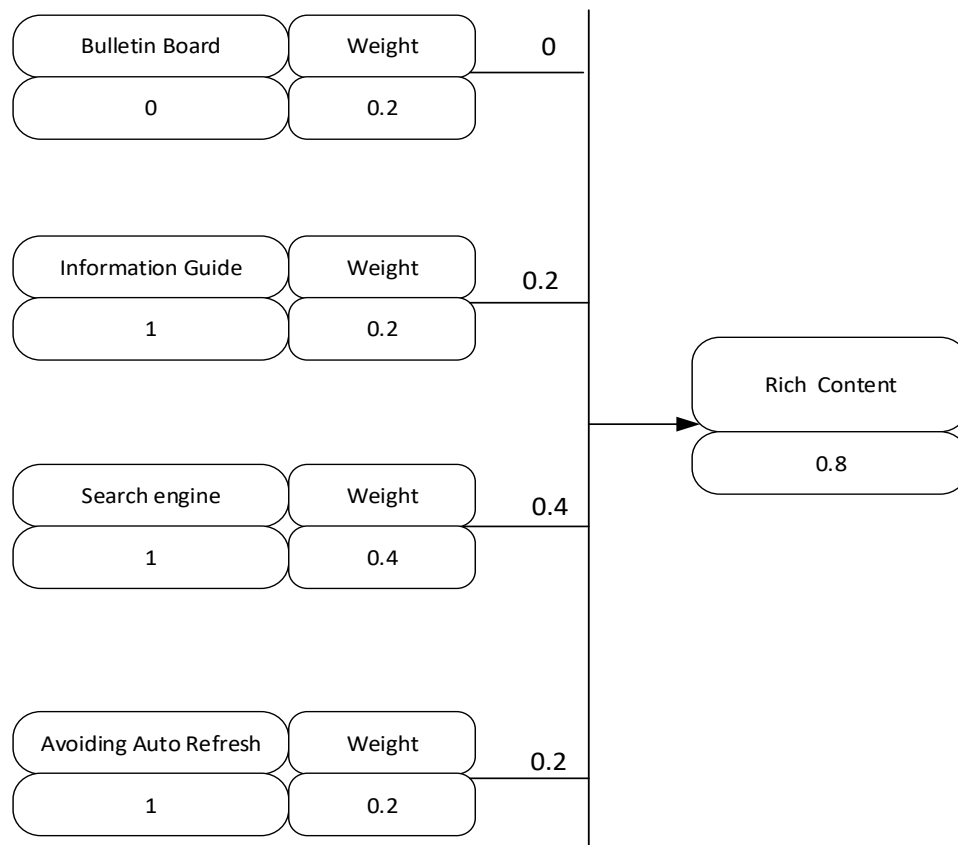 Bulletin Board Weight 0
0 0.2
Information Guide Weight 0.2
1 0.2
Search engine Weight 0.4
1 0.4
Avoiding Auto Refresh Weight 0.2
1 0.2
Rich Content
0.8